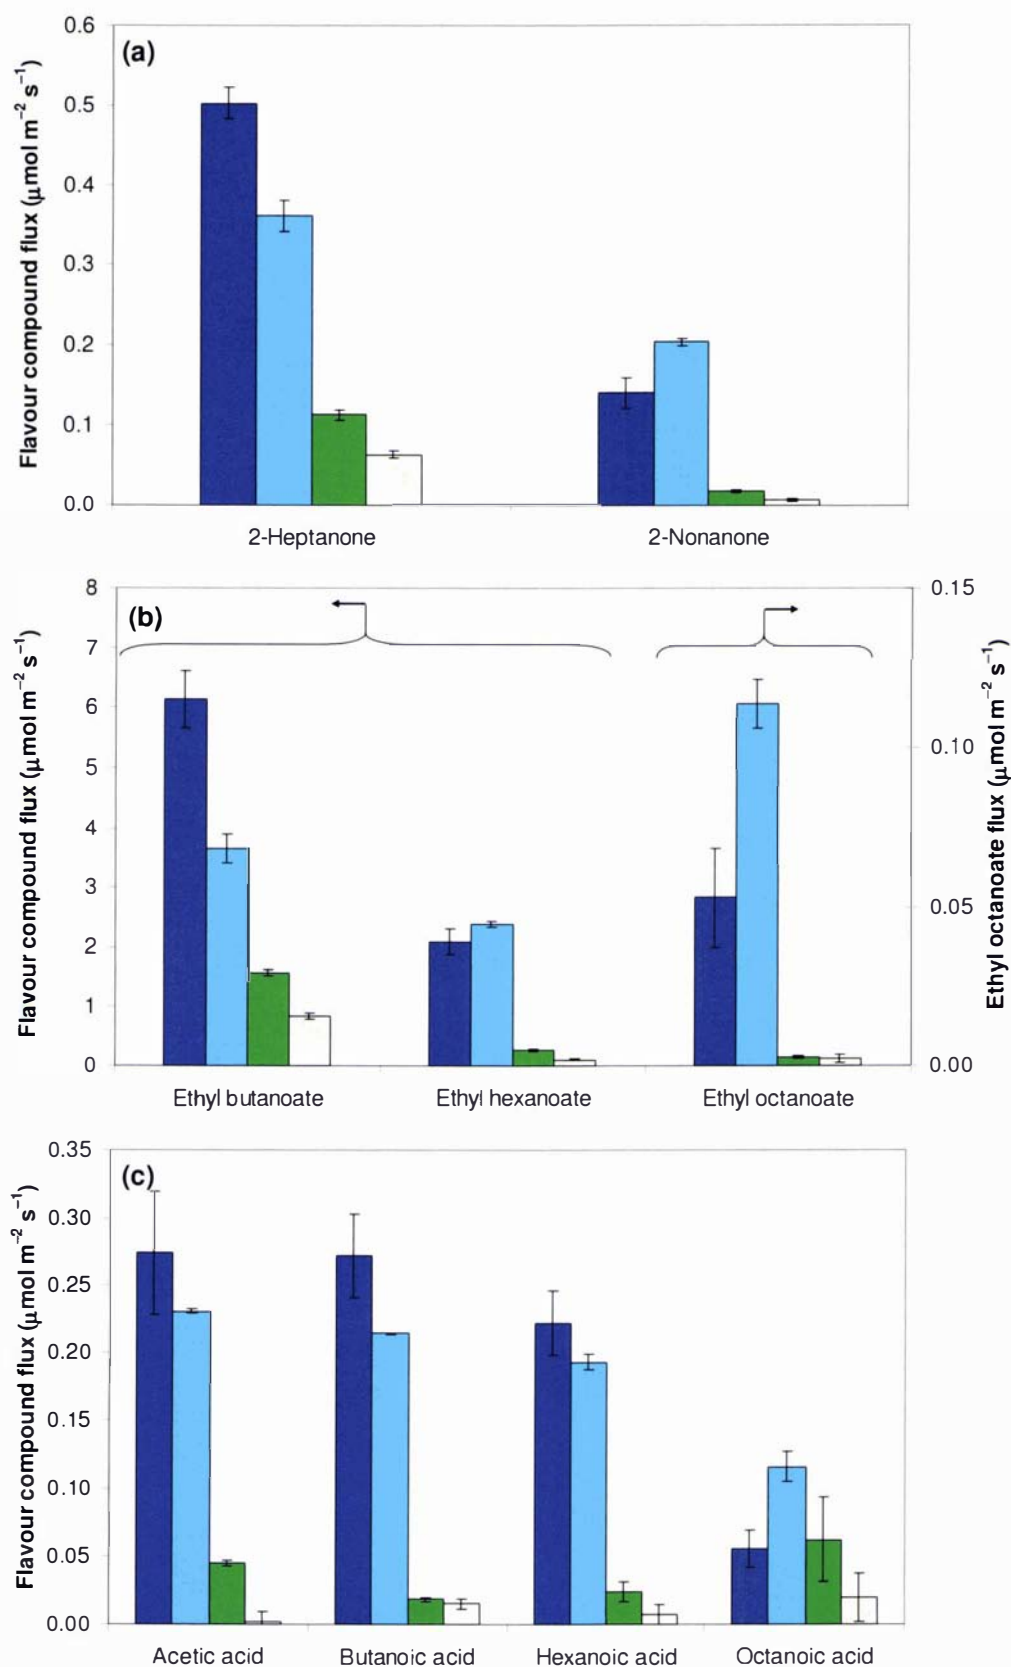 (a)
Flavour compound flux (μmol m⁻² s⁻¹)
0.6
0.5
0.4
0.3
0.2
0.1
0.0
2-Heptanone 2-Nonanone
(b)
Flavour compound flux (μmol m⁻² s⁻¹)
8
7
6
5
4
3
2
1
0
0.15
0.10
0.05
0.00
Ethyl octanoate flux (μmol m⁻² s⁻¹)
Ethyl butanoate Ethyl hexanoate Ethyl octanoate
(c)
Flavour compound flux (μmol m⁻² s⁻¹)
0.35
0.30
0.25
0.20
0.15
0.10
0.05
0.00
Acetic acid Butanoic acid Hexanoic acid Octanoic acid